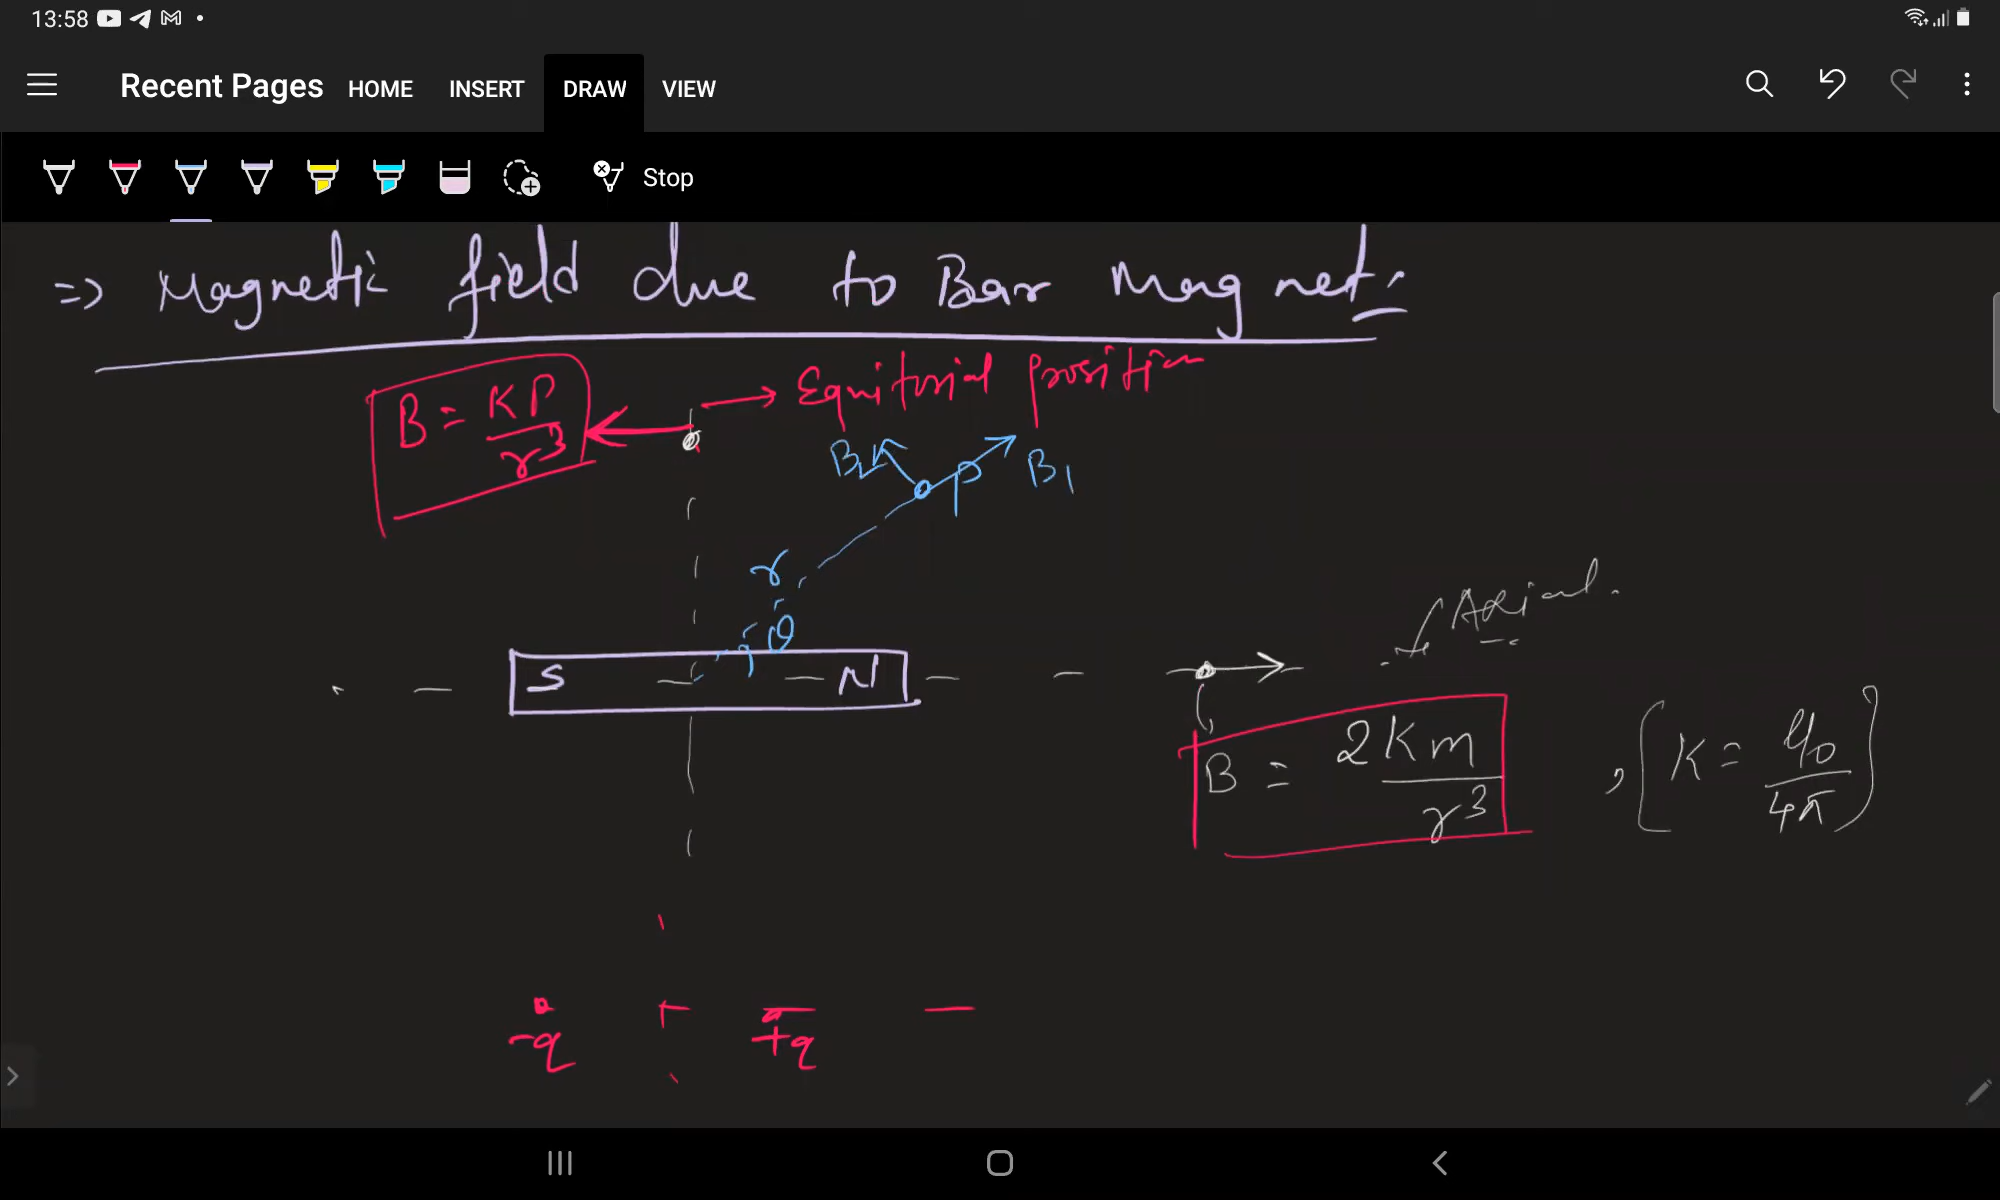 13:58
Recent Pages HOME INSERT DRAW VIEW
Stop
=> Magnetic field due to Bar Magnet:
B = KP / r³
→ Equitorial Position
B₂ P B₁
r
θ
S N
Axial.
B = 2Km / r³ , [K = μ₀ / 4π]
-q +q